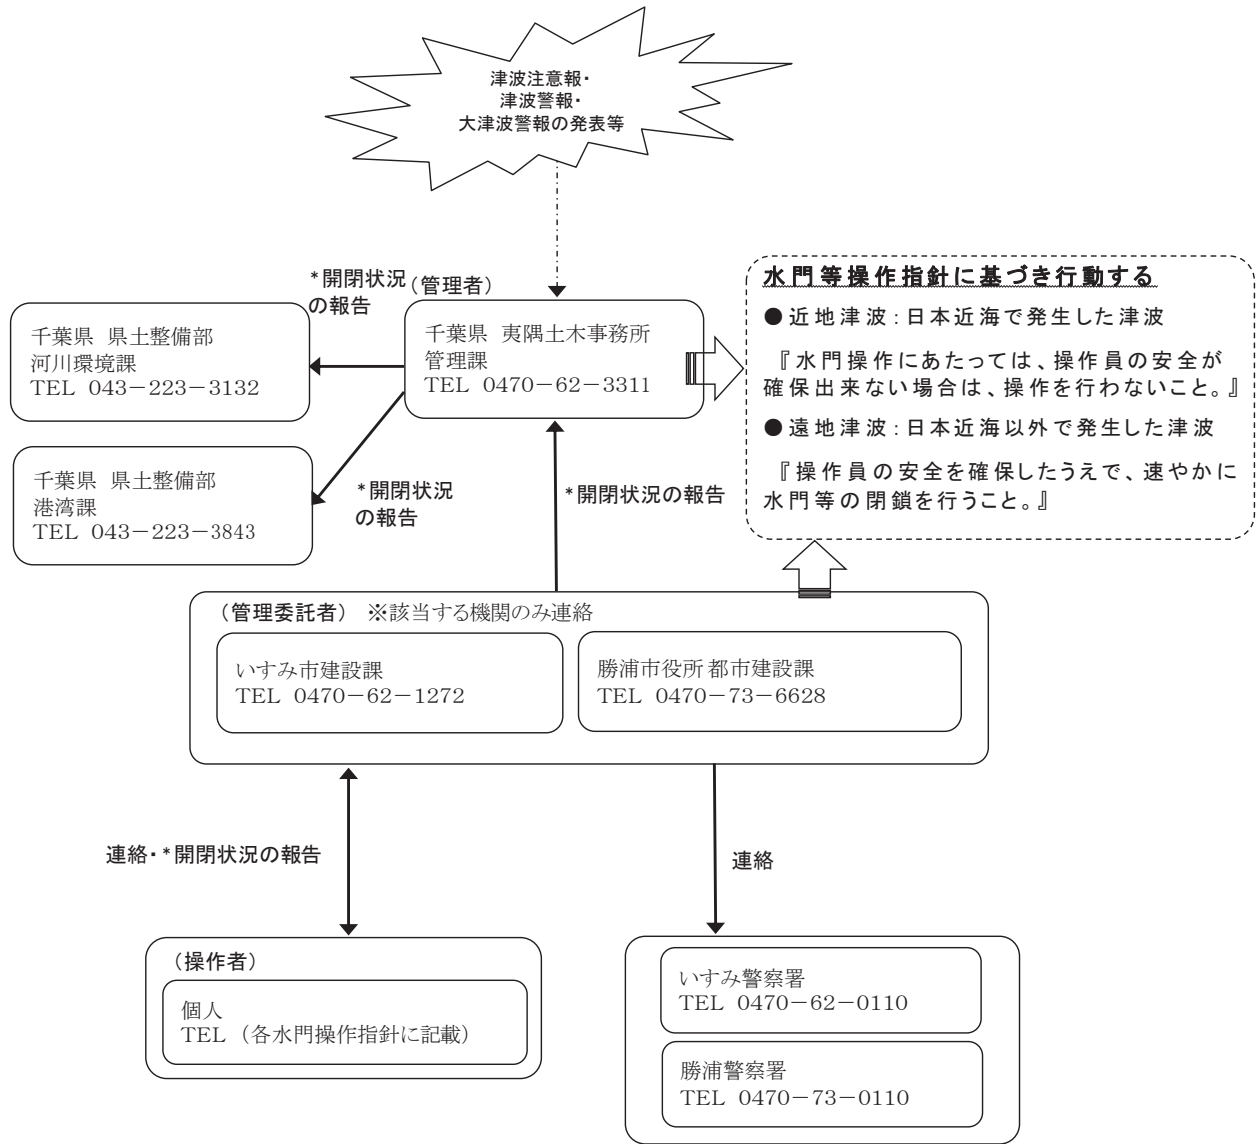 津波注意報・
津波警報・
大津波警報の発表等
*開閉状況
の報告
（管理者）
千葉県 夷隅土木事務所
管理課
TEL 0470－62－3311
千葉県 県土整備部
河川環境課
TEL 043－223－3132
千葉県 県土整備部
港湾課
TEL 043－223－3843
*開閉状況
の報告
*開閉状況の報告
水門等操作指針に基づき行動する
●近地津波：日本近海で発生した津波
『水門操作にあたっては、操作員の安全が
確保出来ない場合は、操作を行わないこと。』
●遠地津波：日本近海以外で発生した津波
『操作員の安全を確保したうえで、速やかに
水門等の閉鎖を行うこと。』
（管理委託者） ※該当する機関のみ連絡
いすみ市建設課
TEL 0470－62－1272
勝浦市役所都市建設課
TEL 0470－73－6628
連絡・*開閉状況の報告
連絡
（操作者）
個人
TEL （各水門操作指針に記載）
いすみ警察署
TEL 0470－62－0110
勝浦警察署
TEL 0470－73－0110